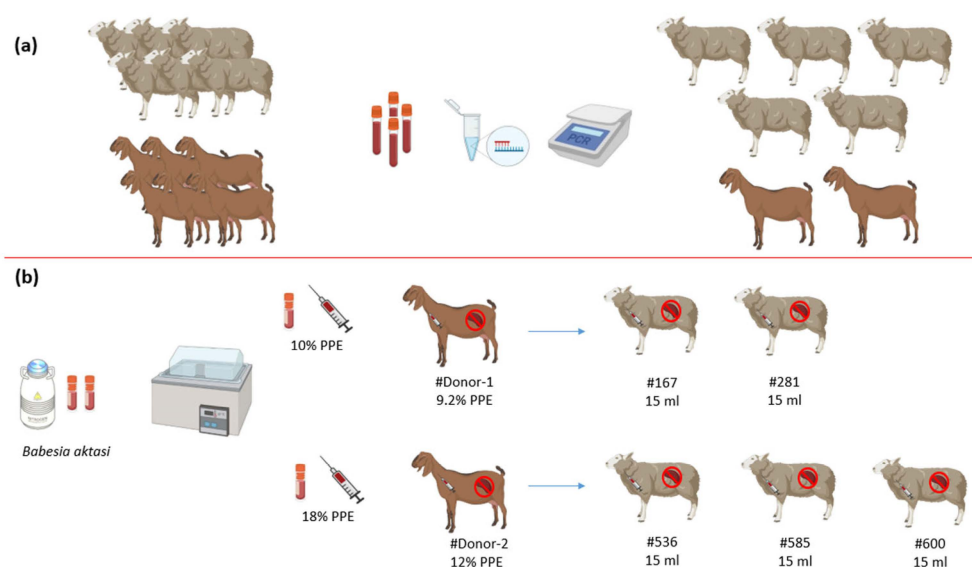 (a)
PCR
(b)
10% PPE
#Donor-1
9.2% PPE
#167
15 ml
#281
15 ml
Babesia aktasi
18% PPE
#Donor-2
12% PPE
#536
15 ml
#585
15 ml
#600
15 ml